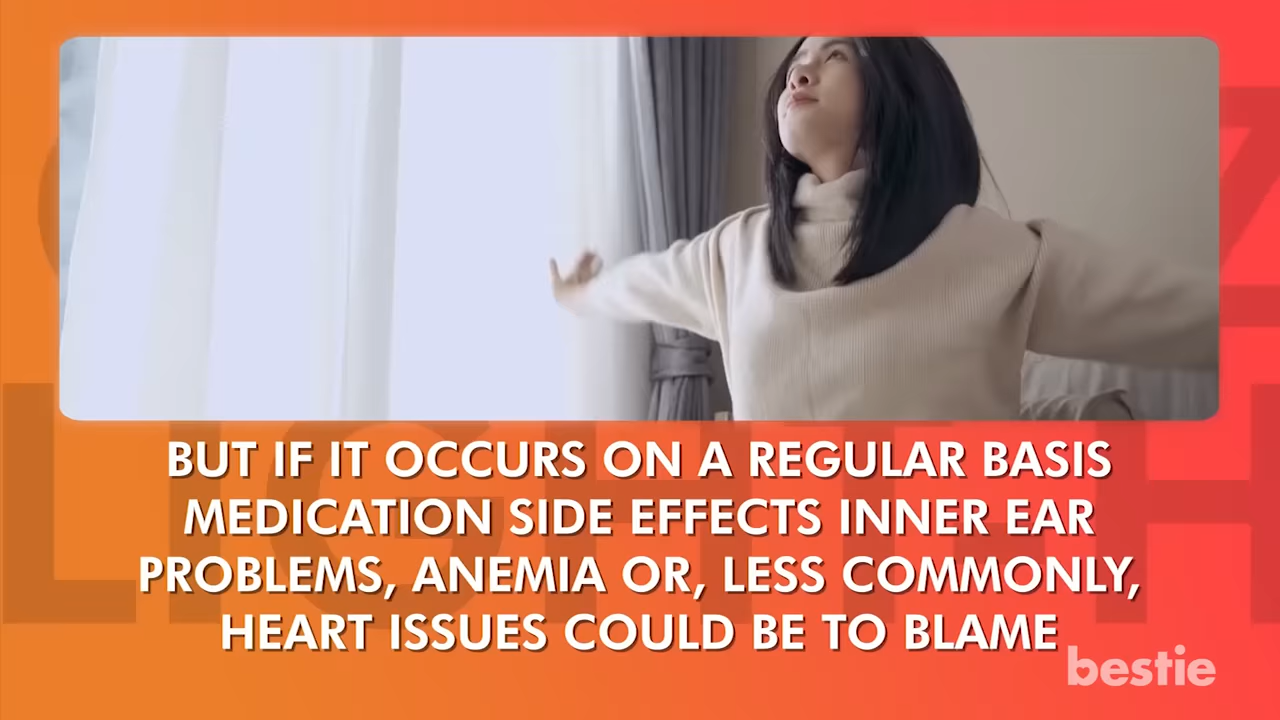 BUT IF IT OCCURS ON A REGULAR BASIS
MEDICATION SIDE EFFECTS INNER EAR
PROBLEMS, ANEMIA OR, LESS COMMONLY,
HEART ISSUES COULD BE TO BLAME
bestie